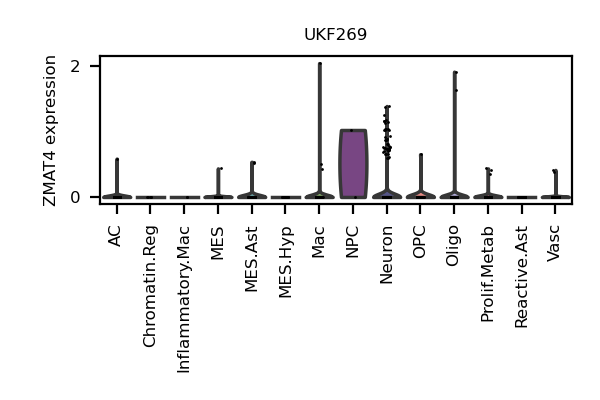 UKF269
ZMAT4 expression
2
0
AC
Chromatin.Reg
Inflammatory.Mac
MES
MES.Ast
MES.Hyp
Mac
NPC
Neuron
OPC
Oligo
Prolif.Metab
Reactive.Ast
Vasc